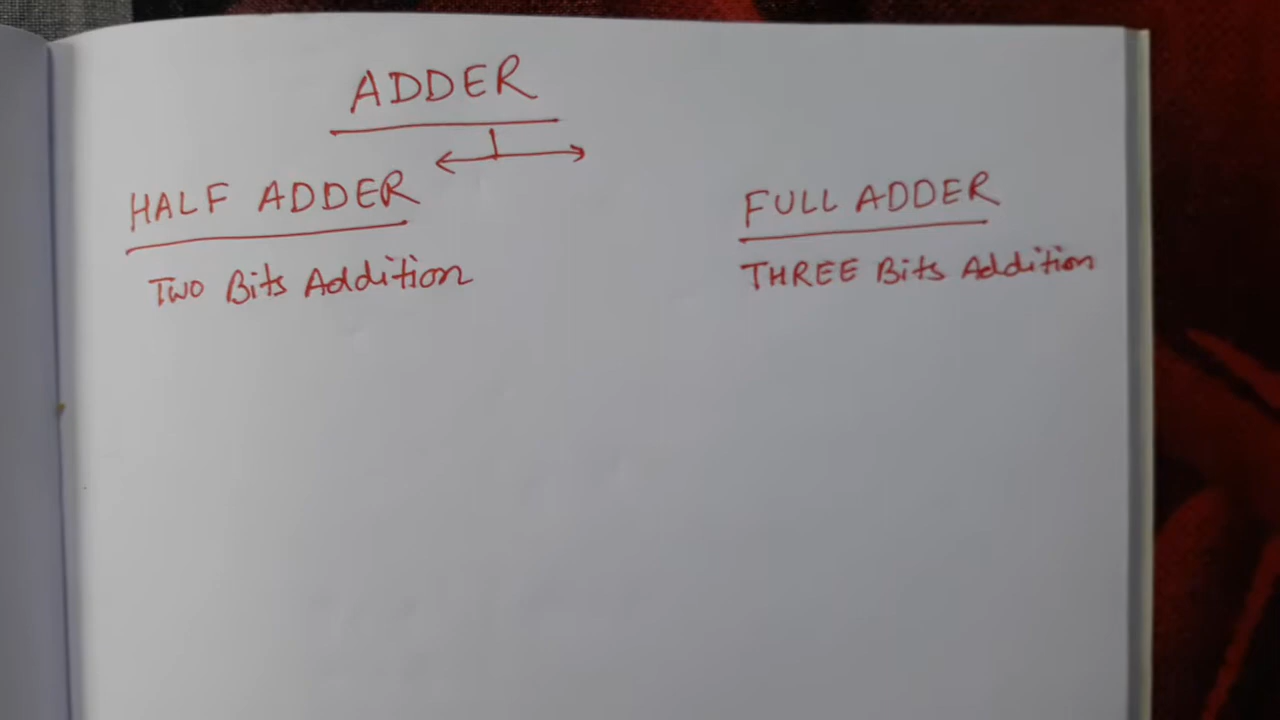 ADDER
HALF ADDER
TWO Bits Addition
FULL ADDER
THREE Bits Addition